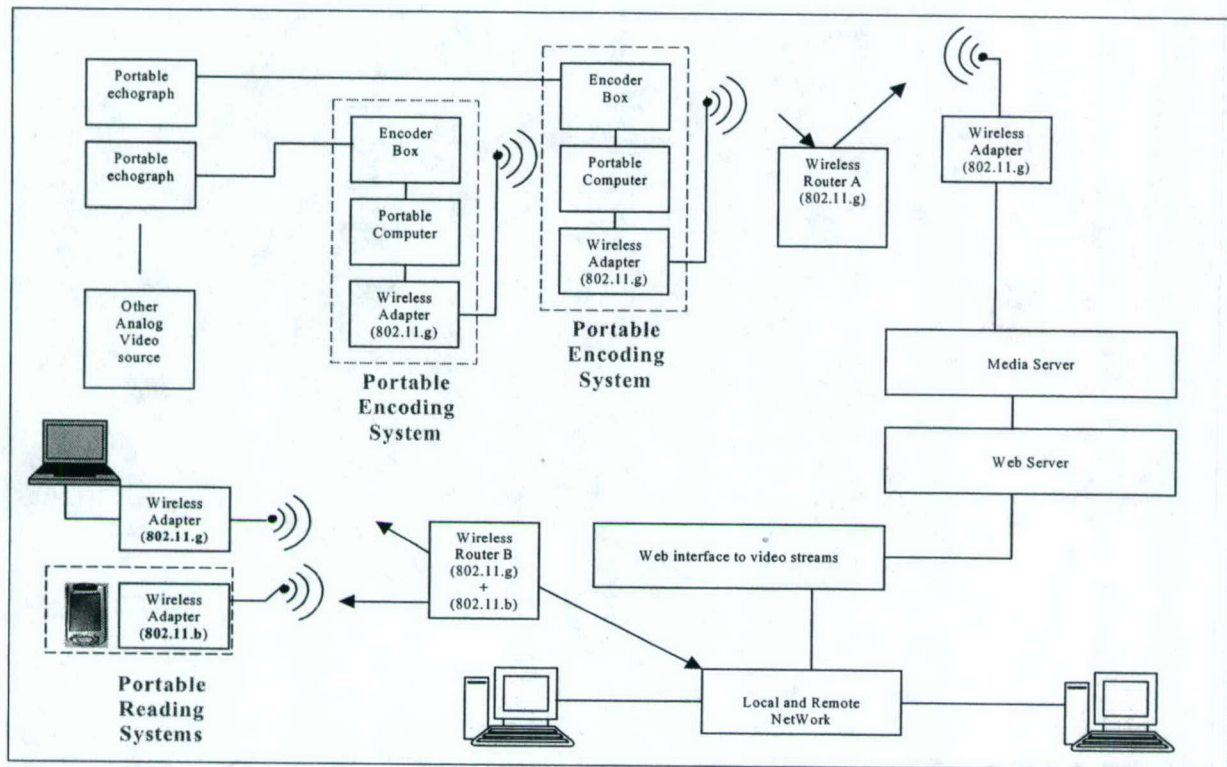 Portable
echograph
Portable
echograph
Other
Analog
Video
source
Encoder
Box
Portable
Computer
Wireless
Adapter
(802.11.g)
Portable
Encoding
System
Encoder
Box
Portable
Computer
Wireless
Adapter
(802.11.g)
Portable
Encoding
System
Wireless
Router A
(802.11.g)
Wireless
Adapter
(802.11.g)
Media Server
Web Server
Web interface to video streams
Wireless
Adapter
(802.11.g)
Wireless
Adapter
(802.11.b)
Portable
Reading
Systems
Wireless
Router B
(802.11.g)
+
(802.11.b)
Local and Remote
NetWork